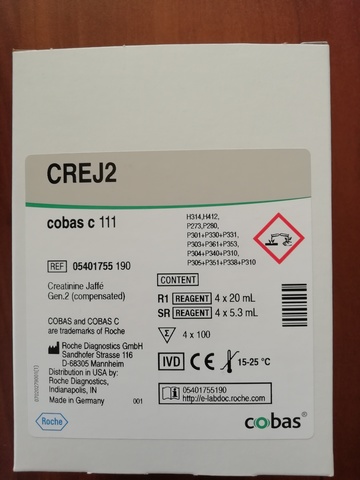 CREJ2
cobas c 111
REF 05401755 190
Creatinine Jaffé
Gen.2 (compensated)
COBAS and COBAS C
are trademarks of Roche
Roche Diagnostics GmbH
Sandhofer Strasse 116
D-68305 Mannheim
Distribution in USA by:
Roche Diagnostics,
Indianapolis, IN
Made in Germany 001
Roche
H314,H412,
P273,P280,
P301+P330+P331,
P303+P361+P353,
P304+P340+P310,
P305+P351+P338+P310
CONTENT
R1 REAGENT 4 x 20 mL
SR REAGENT 4 x 5.3 mL
Σ 4 x 100
IVD CE 15-25 °C
05401755190
http://e-labdoc.roche.com
cobas®